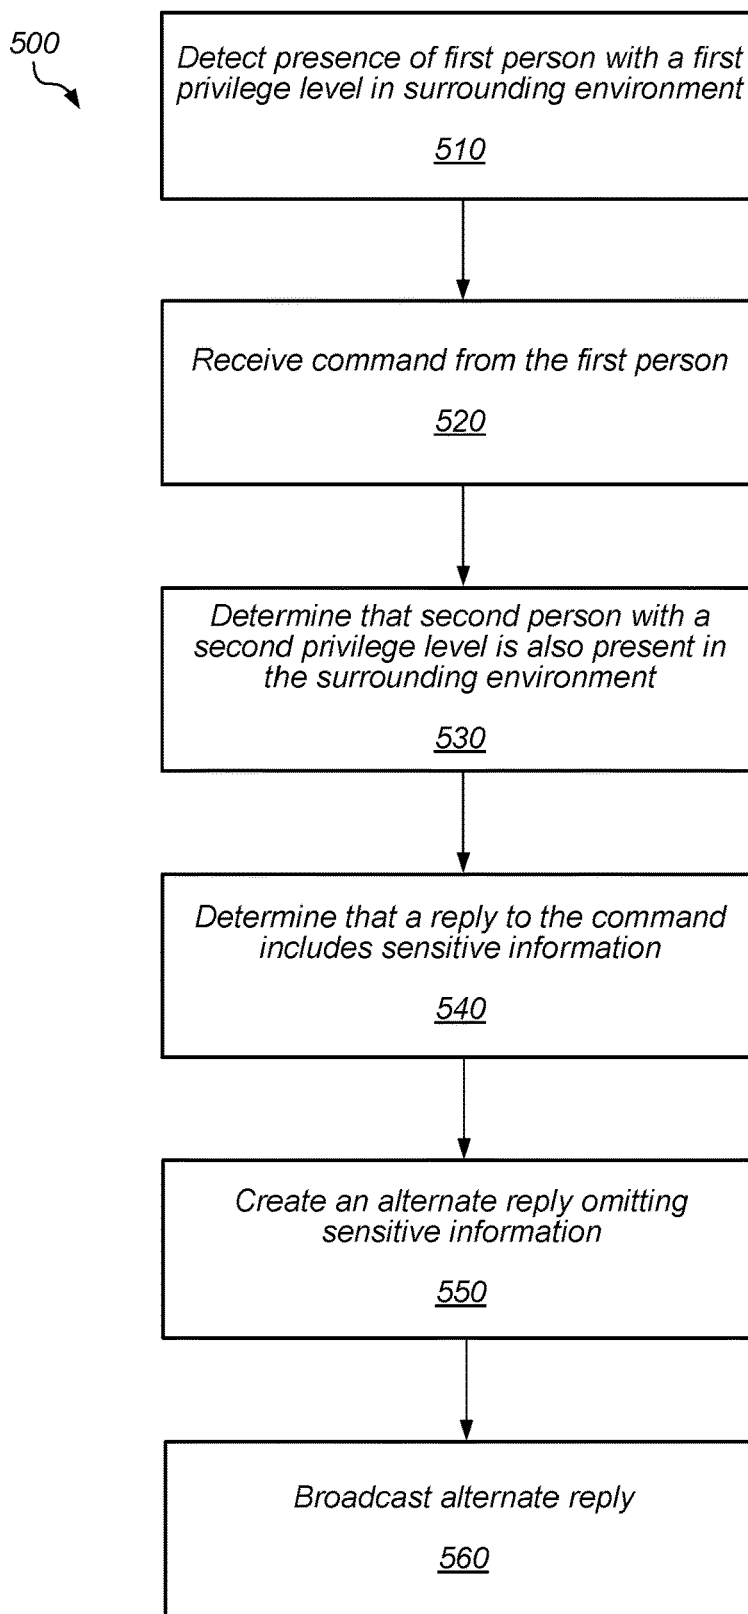 500
Detect presence of first person with a first
privilege level in surrounding environment
510
Receive command from the first person
520
Determine that second person with a
second privilege level is also present in
the surrounding environment
530
Determine that a reply to the command
includes sensitive information
540
Create an alternate reply omitting
sensitive information
550
Broadcast alternate reply
560